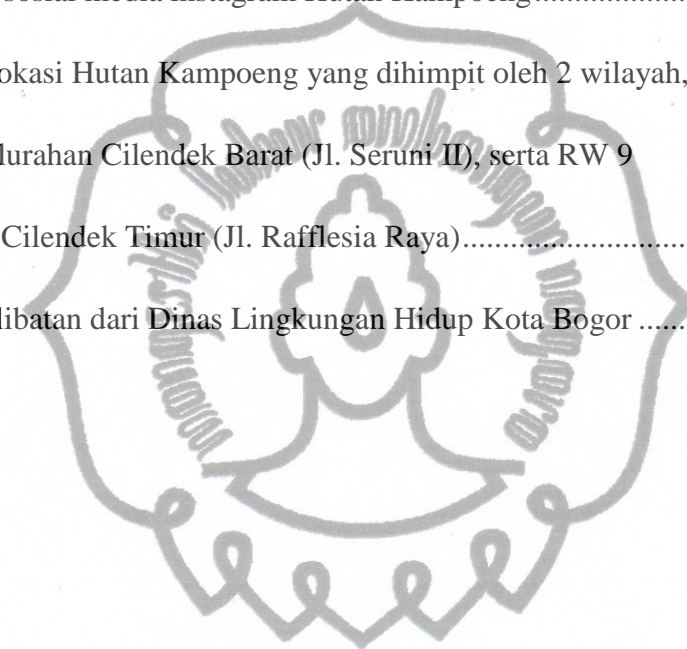 sosial media instagram Hutan Kampoeng........................
okasi Hutan Kampoeng yang dihimpit oleh 2 wilayah,
lurahan Cilendek Barat (Jl. Seruni II), serta RW 9
Cilendek Timur (Jl. Rafflesia Raya)..............................
libatan dari Dinas Lingkungan Hidup Kota Bogor ......